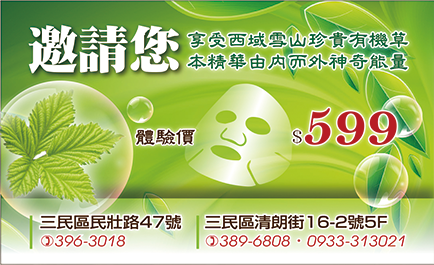 邀請您
享受西域雪山珍貴有機草
本精華由內而外神奇能量
體驗價 $599
三民區民壯路47號
396-3018
三民區清朗街16-2號5F
389-6808・0933-313021